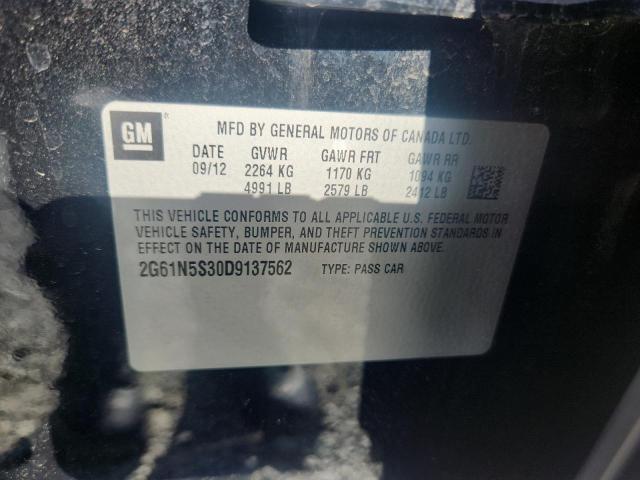 GM ®
MFD BY GENERAL MOTORS OF CANADA LTD.
DATE GVWR GAWR FRT GAWR RR
09/12 2264 KG 1170 KG 1094 KG
4991 LB 2579 LB 2412 LB
THIS VEHICLE CONFORMS TO ALL APPLICABLE U.S. FEDERAL MOTOR
VEHICLE SAFETY, BUMPER, AND THEFT PREVENTION STANDARDS IN
EFFECT ON THE DATE OF MANUFACTURE SHOWN ABOVE.
2G61N5S30D9137562 TYPE: PASS CAR